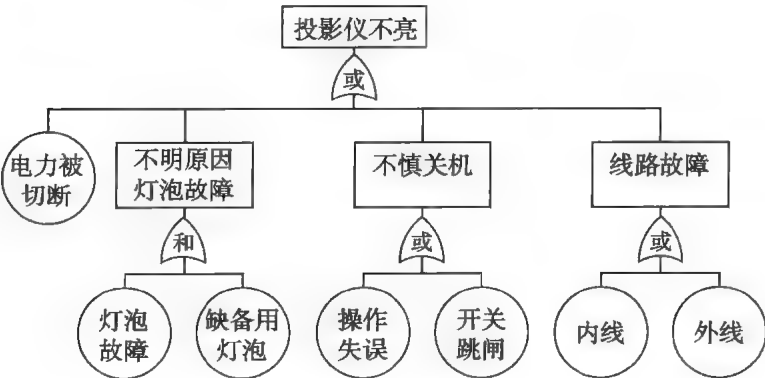 投影仪不亮
或
电力被
切断
不明原因
灯泡故障
不慎关机
线路故障
和
或
或
灯泡
故障
缺备用
灯泡
操作
失误
开关
跳闸
内线
外线